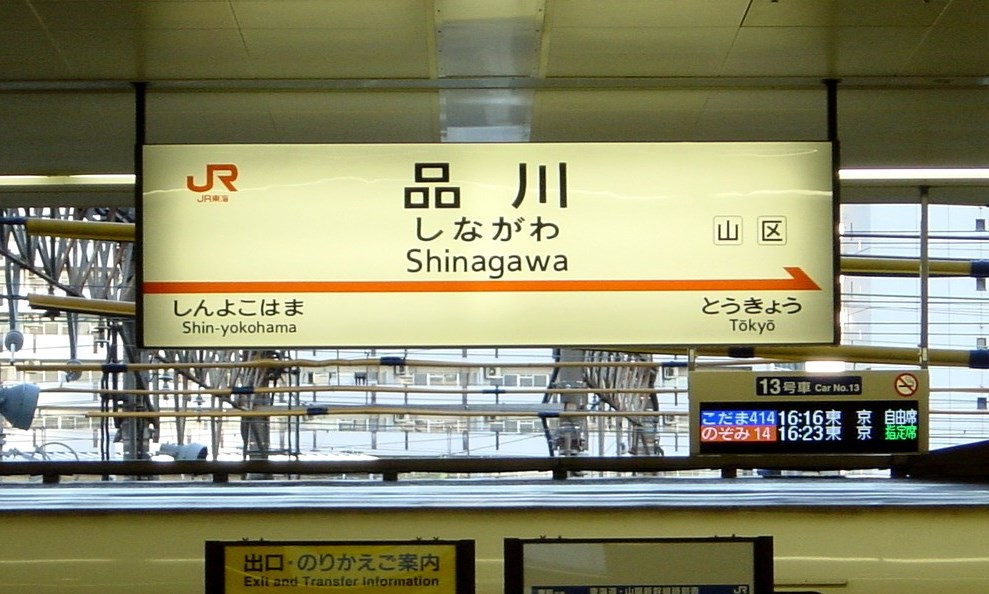 JR
JR東海
品川
しながわ
Shinagawa
山 区
しんよこはま
Shin-yokohama
とうきょう
Tōkyō
13号車 Car No.13
こだま414 16:16 東京 自由席
のぞみ14 16:23 東京 指定席
出口・のりかえご案内
Exit and Transfer Information
JR